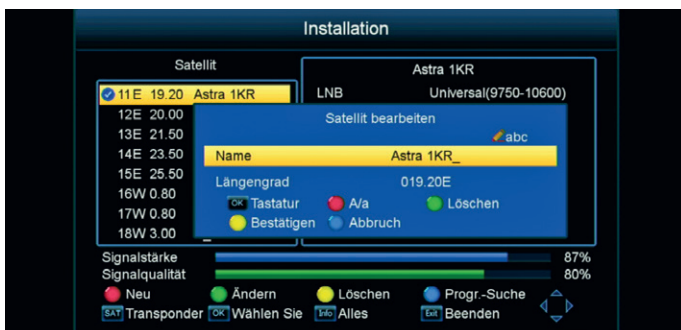 Installation
Satellit
Astra 1KR
11E 19.20 Astra 1KR
LNB Universal(9750-10600)
12E 20.00
Satellit bearbeiten
13E 21.50
abc
14E 23.50
Name Astra 1KR_
15E 25.50
Längengrad 019.20E
16W 0.80
OK Tastatur A/a Löschen
17W 0.80
Bestätigen Abbruch
18W 3.00
Signalstärke 87%
Signalqualität 80%
Neu Ändern Löschen Progr.-Suche
SAT Transponder OK Wählen Sie Info Alles Exit Beenden